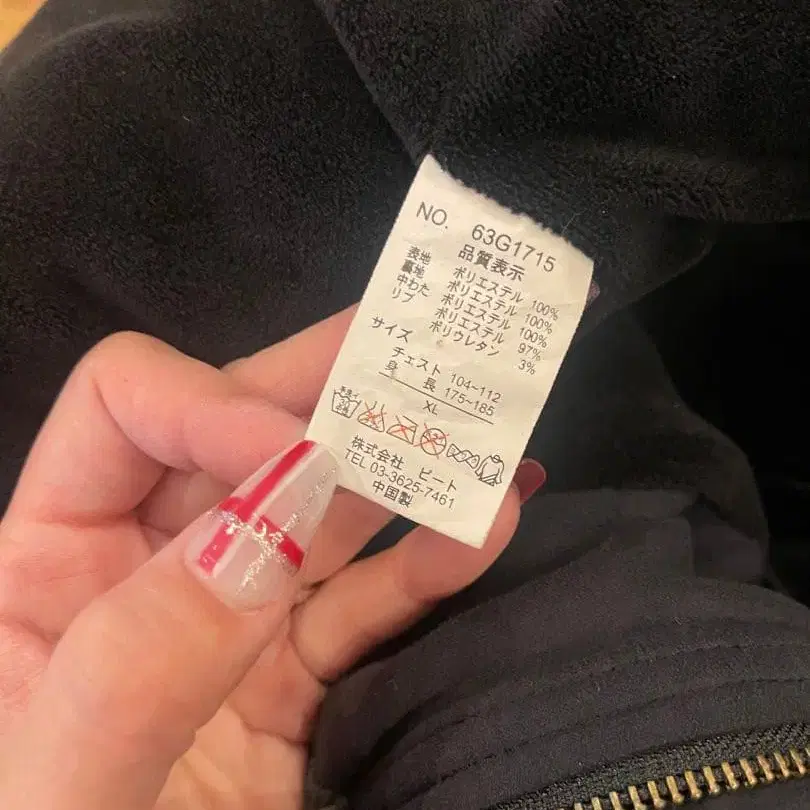 NO. 63G1715
品質表示
表地 ポリエステル 100%
裏地 ポリエステル 100%
中わた ポリエステル 100%
リブ ポリエステル 97%
ポリウレタン 3%
サイズ
チェスト 104~112
身長 175~185
XL
株式会社 ビート
TEL 03-3625-7461
中国製